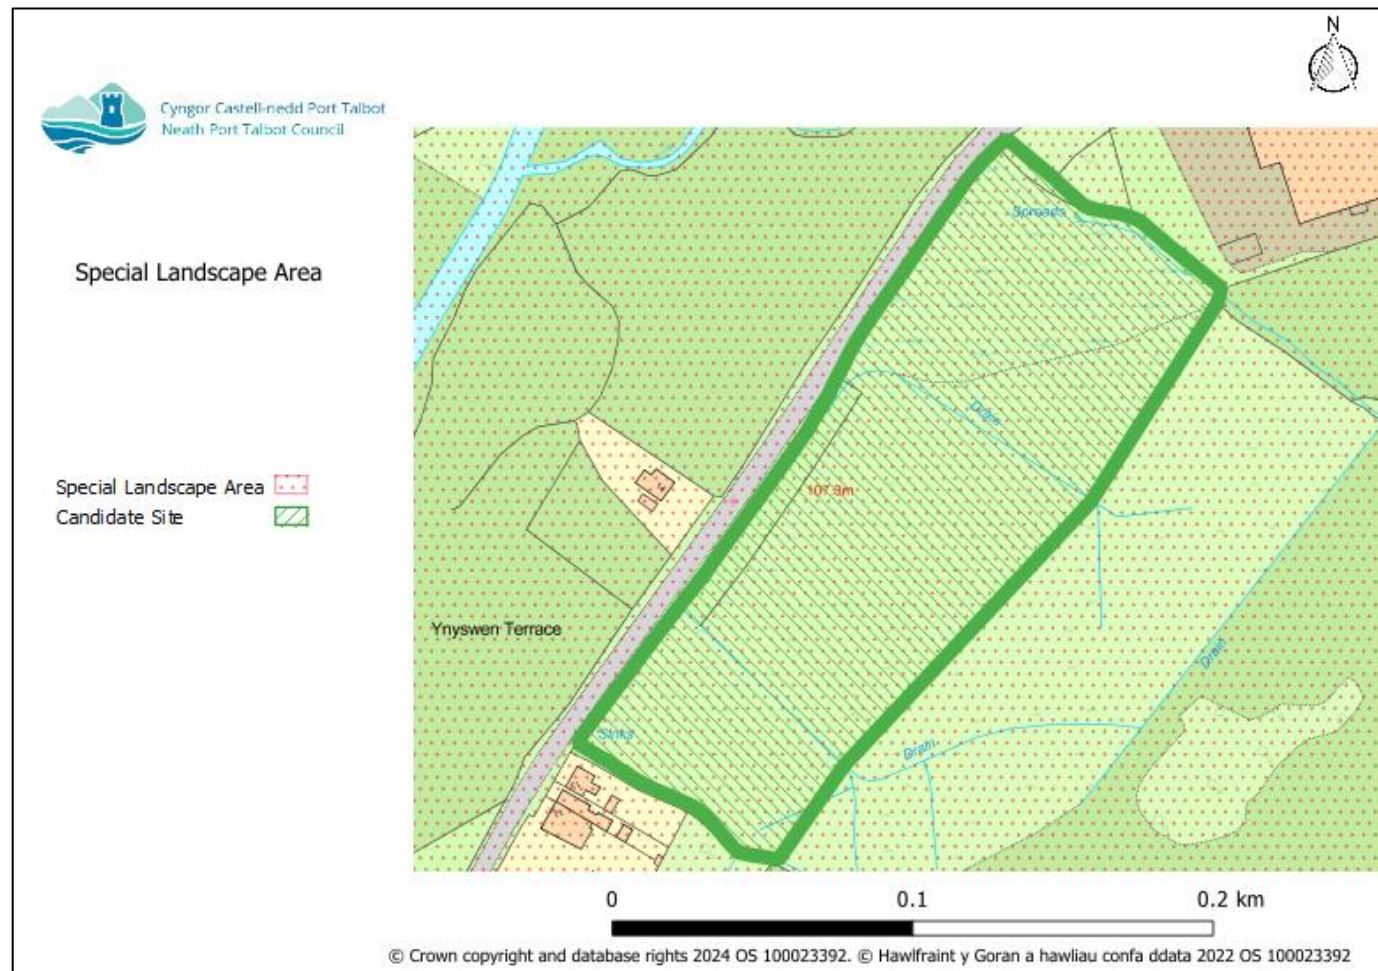 N
Cyngor Castell-nedd Port Talbot
Neath Port Talbot Council
Special Landscape Area
Special Landscape Area
Candidate Site
Spreads
Drain
107.3m
Ynyswen Terrace
Drain
Sinks
Drain
0 0.1 0.2 km
© Crown copyright and database rights 2024 OS 100023392. © Hawlfraint y Goran a hawliau confa ddata 2022 OS 100023392